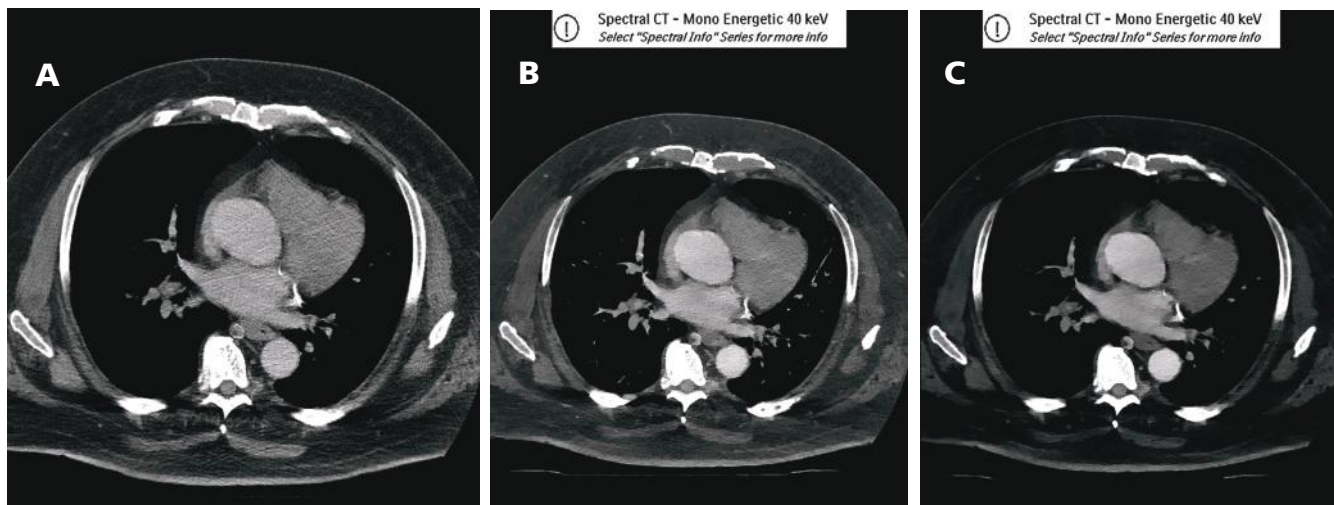 A
Spectral CT - Mono Energetic 40 keV
Select "Spectral Info" Series for more info
B
Spectral CT - Mono Energetic 40 keV
Select "Spectral Info" Series for more info
C